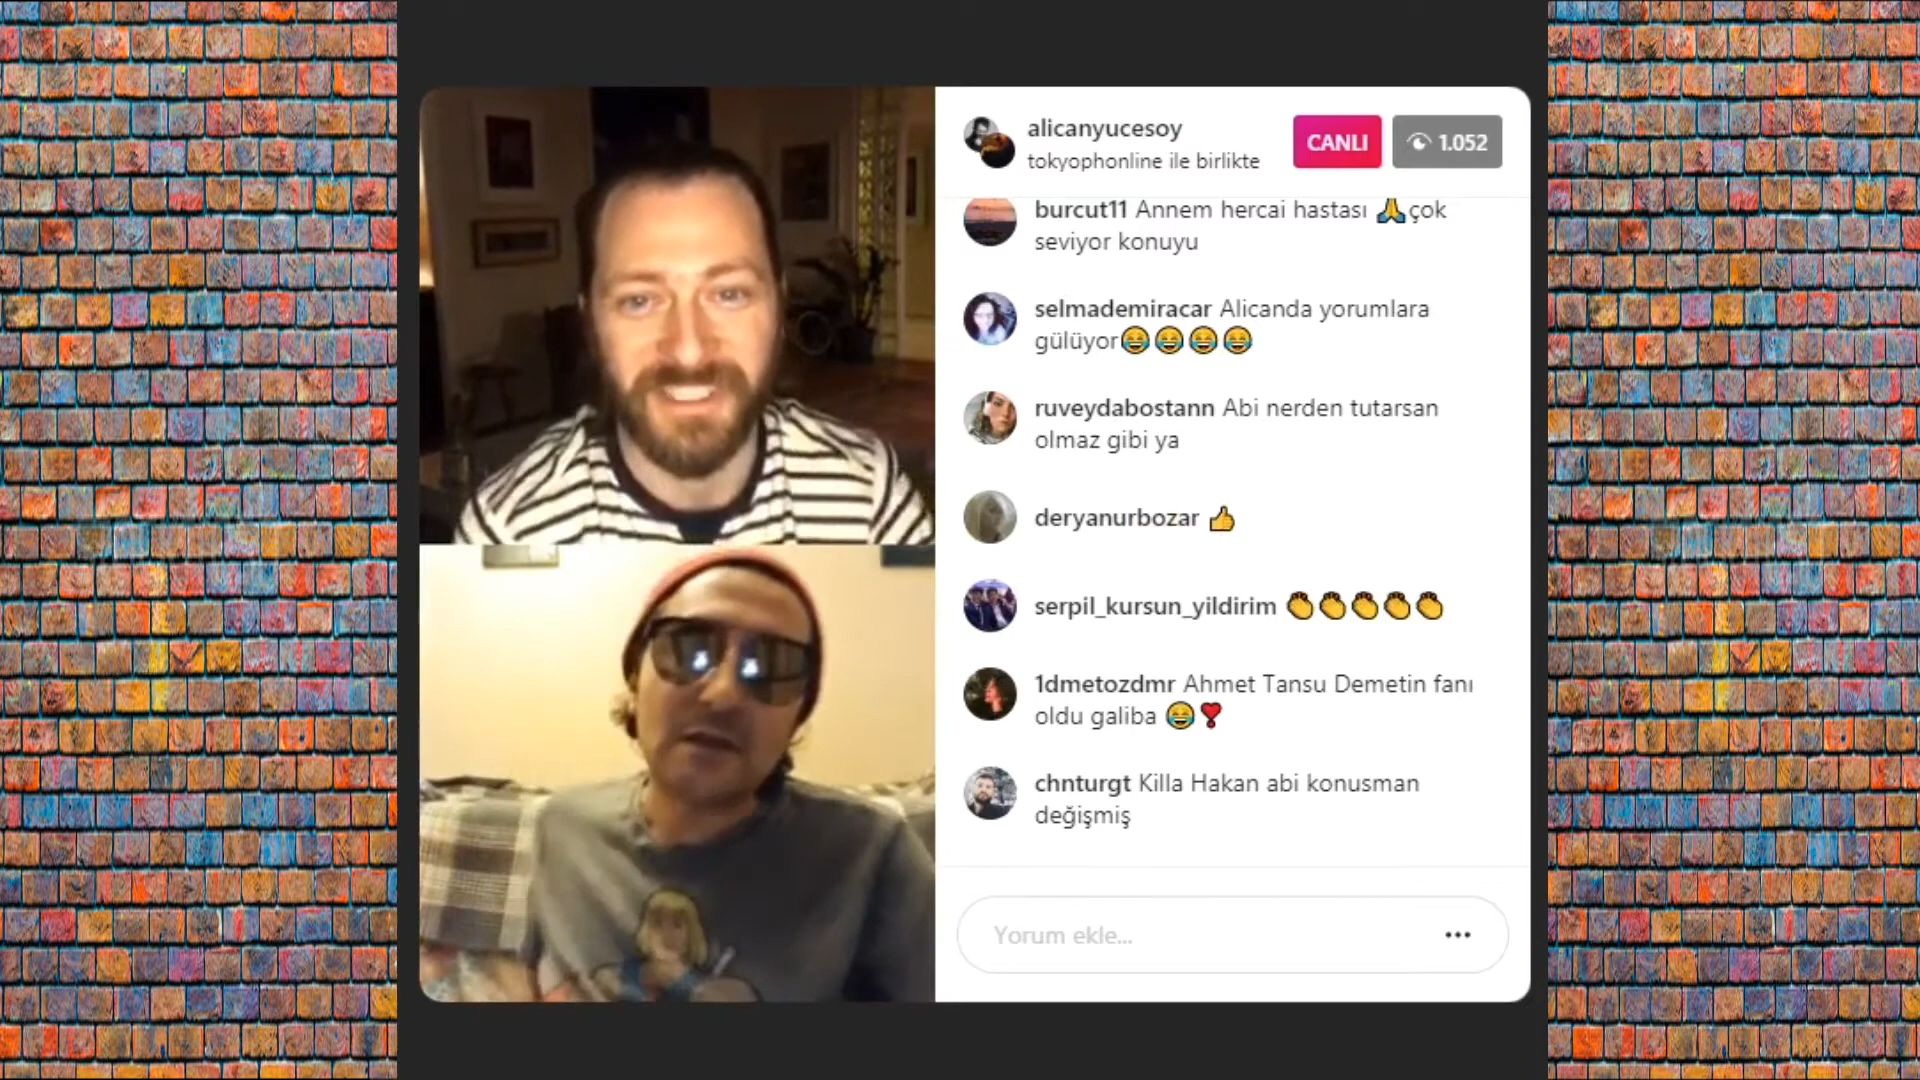 alicanyucesoy
tokyophonline ile birlikte
CANLI
1.052
burcut11 Annem hercai hastası 🙏çok
seviyor konuyu
selmademiracar Alicanda yorumlara
gülüyor😂😂😂😂
ruveydabostann Abi nerden tutarsan
olmaz gibi ya
deryanurbozar 👍
serpil_kursun_yildirim 👏👏👏👏👏
1dmetozdmr Ahmet Tansu Demetin fanı
oldu galiba 😂❣
chnturgt Killa Hakan abi konusman
değişmiş
Yorum ekle...